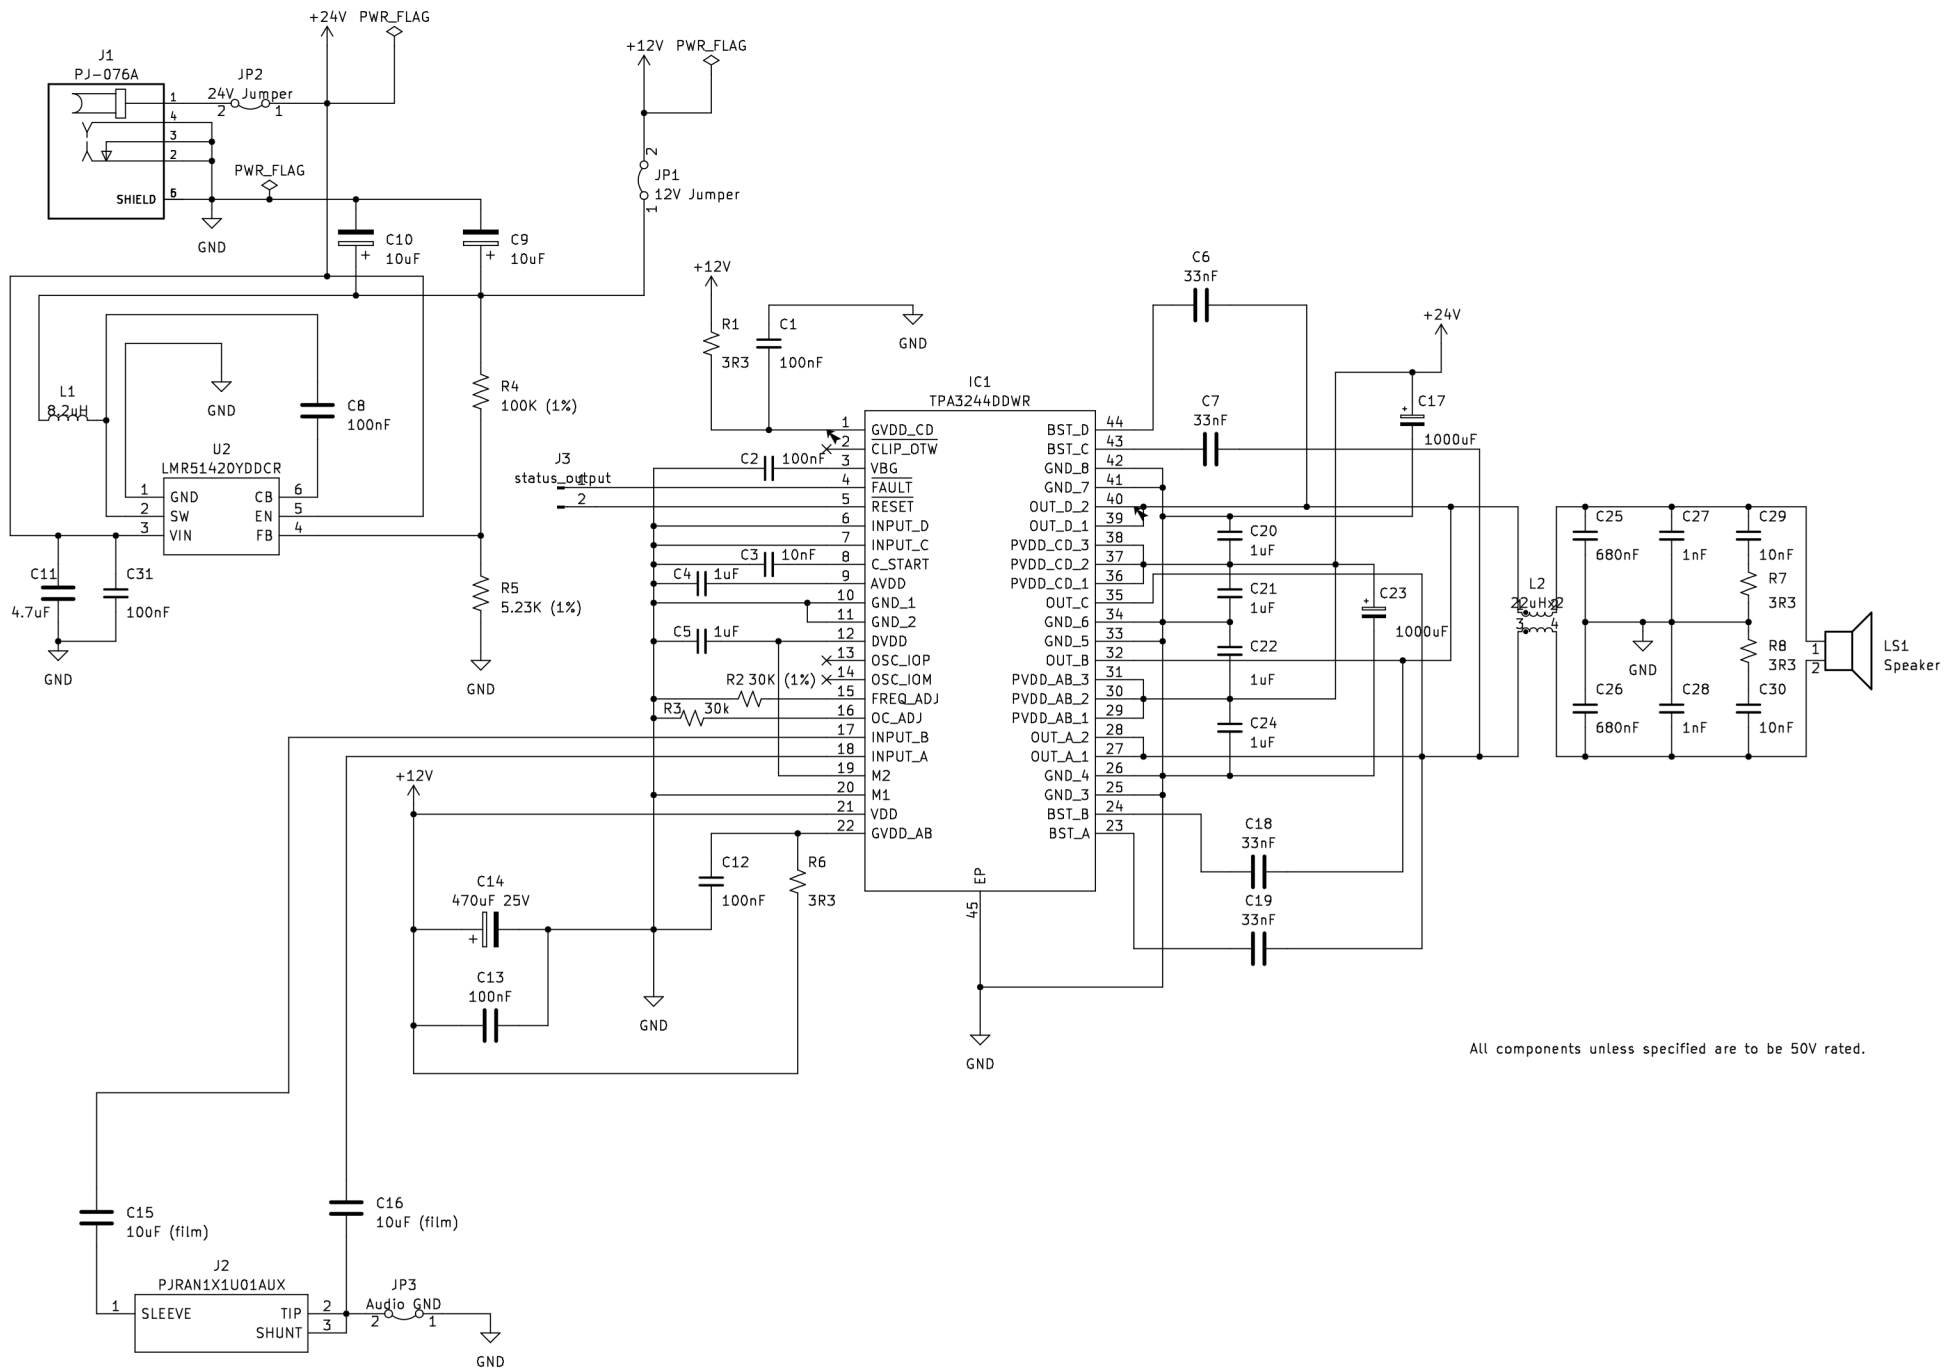 +24V PWR_FLAG
+12V PWR_FLAG
J1
PJ-076A
JP2
24V Jumper
2 1
1
4
3
2
SHIELD 5
PWR_FLAG
GND
C10
10uF
+
C9
10uF
+
2
JP1
12V Jumper
1
L1
8.2uH
GND
C8
100nF
U2
LMR51420YDDCR
1 GND CB 6
2 SW EN 5
3 VIN FB 4
R4
100K (1%)
R5
5.23K (1%)
C11
4.7uF
C31
100nF
GND
GND
+12V
R1
3R3
C1
100nF
GND
C2 100nF
J3
status_output
1
2
C3 10nF
C4 1uF
C5 1uF
R2 30K (1%)
R3 30k
IC1
TPA3244DDWR
1 GVDD_CD BST_D 44
2 CLIP_OTW BST_C 43
3 VBG GND_8 42
4 FAULT GND_7 41
5 RESET OUT_D_2 40
6 INPUT_D OUT_D_1 39
7 INPUT_C PVDD_CD_3 38
8 C_START PVDD_CD_2 37
9 AVDD PVDD_CD_1 36
10 GND_1 OUT_C 35
11 GND_2 GND_6 34
12 DVDD GND_5 33
13 OSC_IOP OUT_B 32
14 OSC_IOM PVDD_AB_3 31
15 FREQ_ADJ PVDD_AB_2 30
16 OC_ADJ PVDD_AB_1 29
17 INPUT_B OUT_A_2 28
18 INPUT_A OUT_A_1 27
19 M2 GND_4 26
20 M1 GND_3 25
21 VDD BST_B 24
22 GVDD_AB BST_A 23
EP
45
GND
C6
33nF
C7
33nF
+24V
C17
+
1000uF
C20
1uF
C21
1uF
C22
1uF
C24
1uF
C23
+
1000uF
C18
33nF
C19
33nF
L2
22uHx2
1 2
3 4
C25
680nF
C27
1nF
C29
10nF
R7
3R3
GND
R8
3R3
C26
680nF
C28
1nF
C30
10nF
1
2
LS1
Speaker
+12V
C14
470uF 25V
+
C13
100nF
C12
100nF
R6
3R3
GND
All components unless specified are to be 50V rated.
C15
10uF (film)
C16
10uF (film)
J2
PJRAN1X1U01AUX
1 SLEEVE TIP 2
SHUNT 3
JP3
Audio GND
2 1
GND